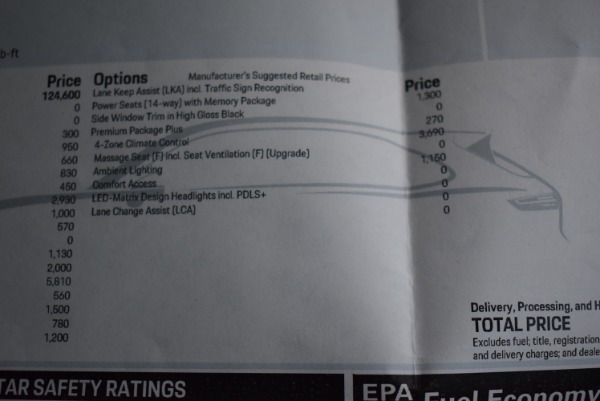 b-ft
Price Options Manufacturer's Suggested Retail Prices Price
124,600 Lane Keep Assist (LKA) incl. Traffic Sign Recognition 1,300
0 Power Seats (14-way) with Memory Package 0
0 Side Window Trim in High Gloss Black 270
300 Premium Package Plus 3,690
950 4-Zone Climate Control 0
660 Massage Seat (F) incl. Seat Ventilation (F) (Upgrade) 1,150
830 Ambient Lighting 0
450 Comfort Access 0
2,950 LED-Matrix Design Headlights incl. PDLS+ 0
1,000 Lane Change Assist (LCA) 0
570
0
1,130
2,000
5,810
560
1,500
780
1,200
Delivery, Processing, and H
TOTAL PRICE
Excludes fuel, title, registration
and delivery charges; and deale
TAR SAFETY RATINGS
EPA Fuel Economy